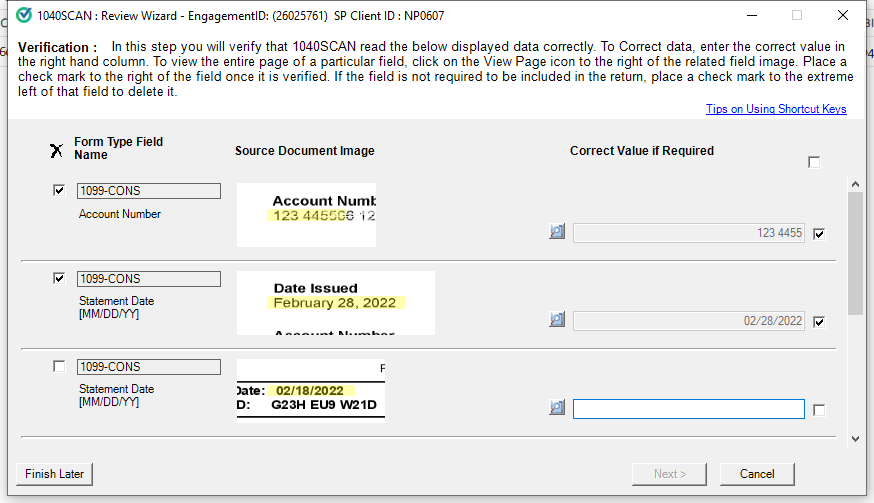 1040SCAN : Review Wizard - EngagementID: (26025761) SP Client ID : NP0607
Verification : In this step you will verify that 1040SCAN read the below displayed data correctly. To Correct data, enter the correct value in
the right hand column. To view the entire page of a particular field, click on the View Page icon to the right of the related field image. Place a
check mark to the right of the field once it is verified. If the field is not required to be included in the return, place a check mark to the extreme
left of that field to delete it.
Tips on Using Shortcut Keys
Form Type Field
Name
Source Document Image
Correct Value if Required
1099-CONS
Account Number
Account Numb
123 445566 12
123 4455
1099-CONS
Statement Date
[MM/DD/YY]
Date Issued
February 28, 2022
Account Number
02/28/2022
1099-CONS
Statement Date
[MM/DD/YY]
F
Date: 02/18/2022
D: G23H EU9 W21D
Finish Later
Next >
Cancel